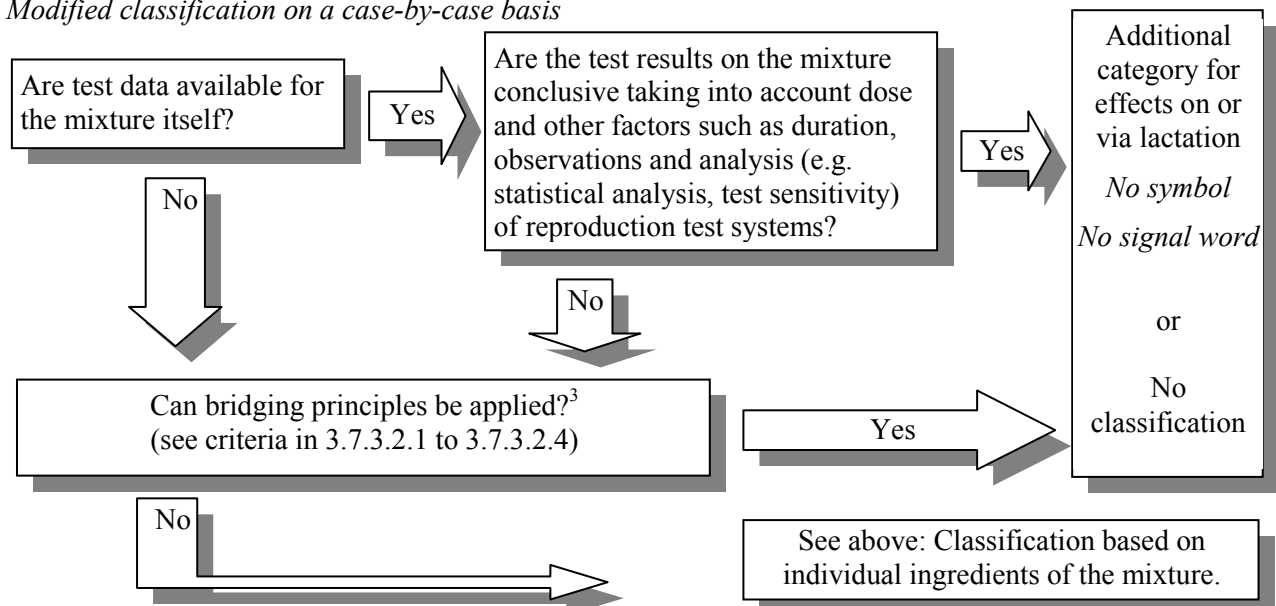 Modified classification on a case-by-case basis
Are test data available for
the mixture itself?
Yes
Are the test results on the mixture
conclusive taking into account dose
and other factors such as duration,
observations and analysis (e.g.
statistical analysis, test sensitivity)
of reproduction test systems?
Yes
Additional
category for
effects on or
via lactation
No symbol
No signal word
or
No
classification
No
No
Can bridging principles be applied?3
(see criteria in 3.7.3.2.1 to 3.7.3.2.4)
Yes
No
See above: Classification based on
individual ingredients of the mixture.